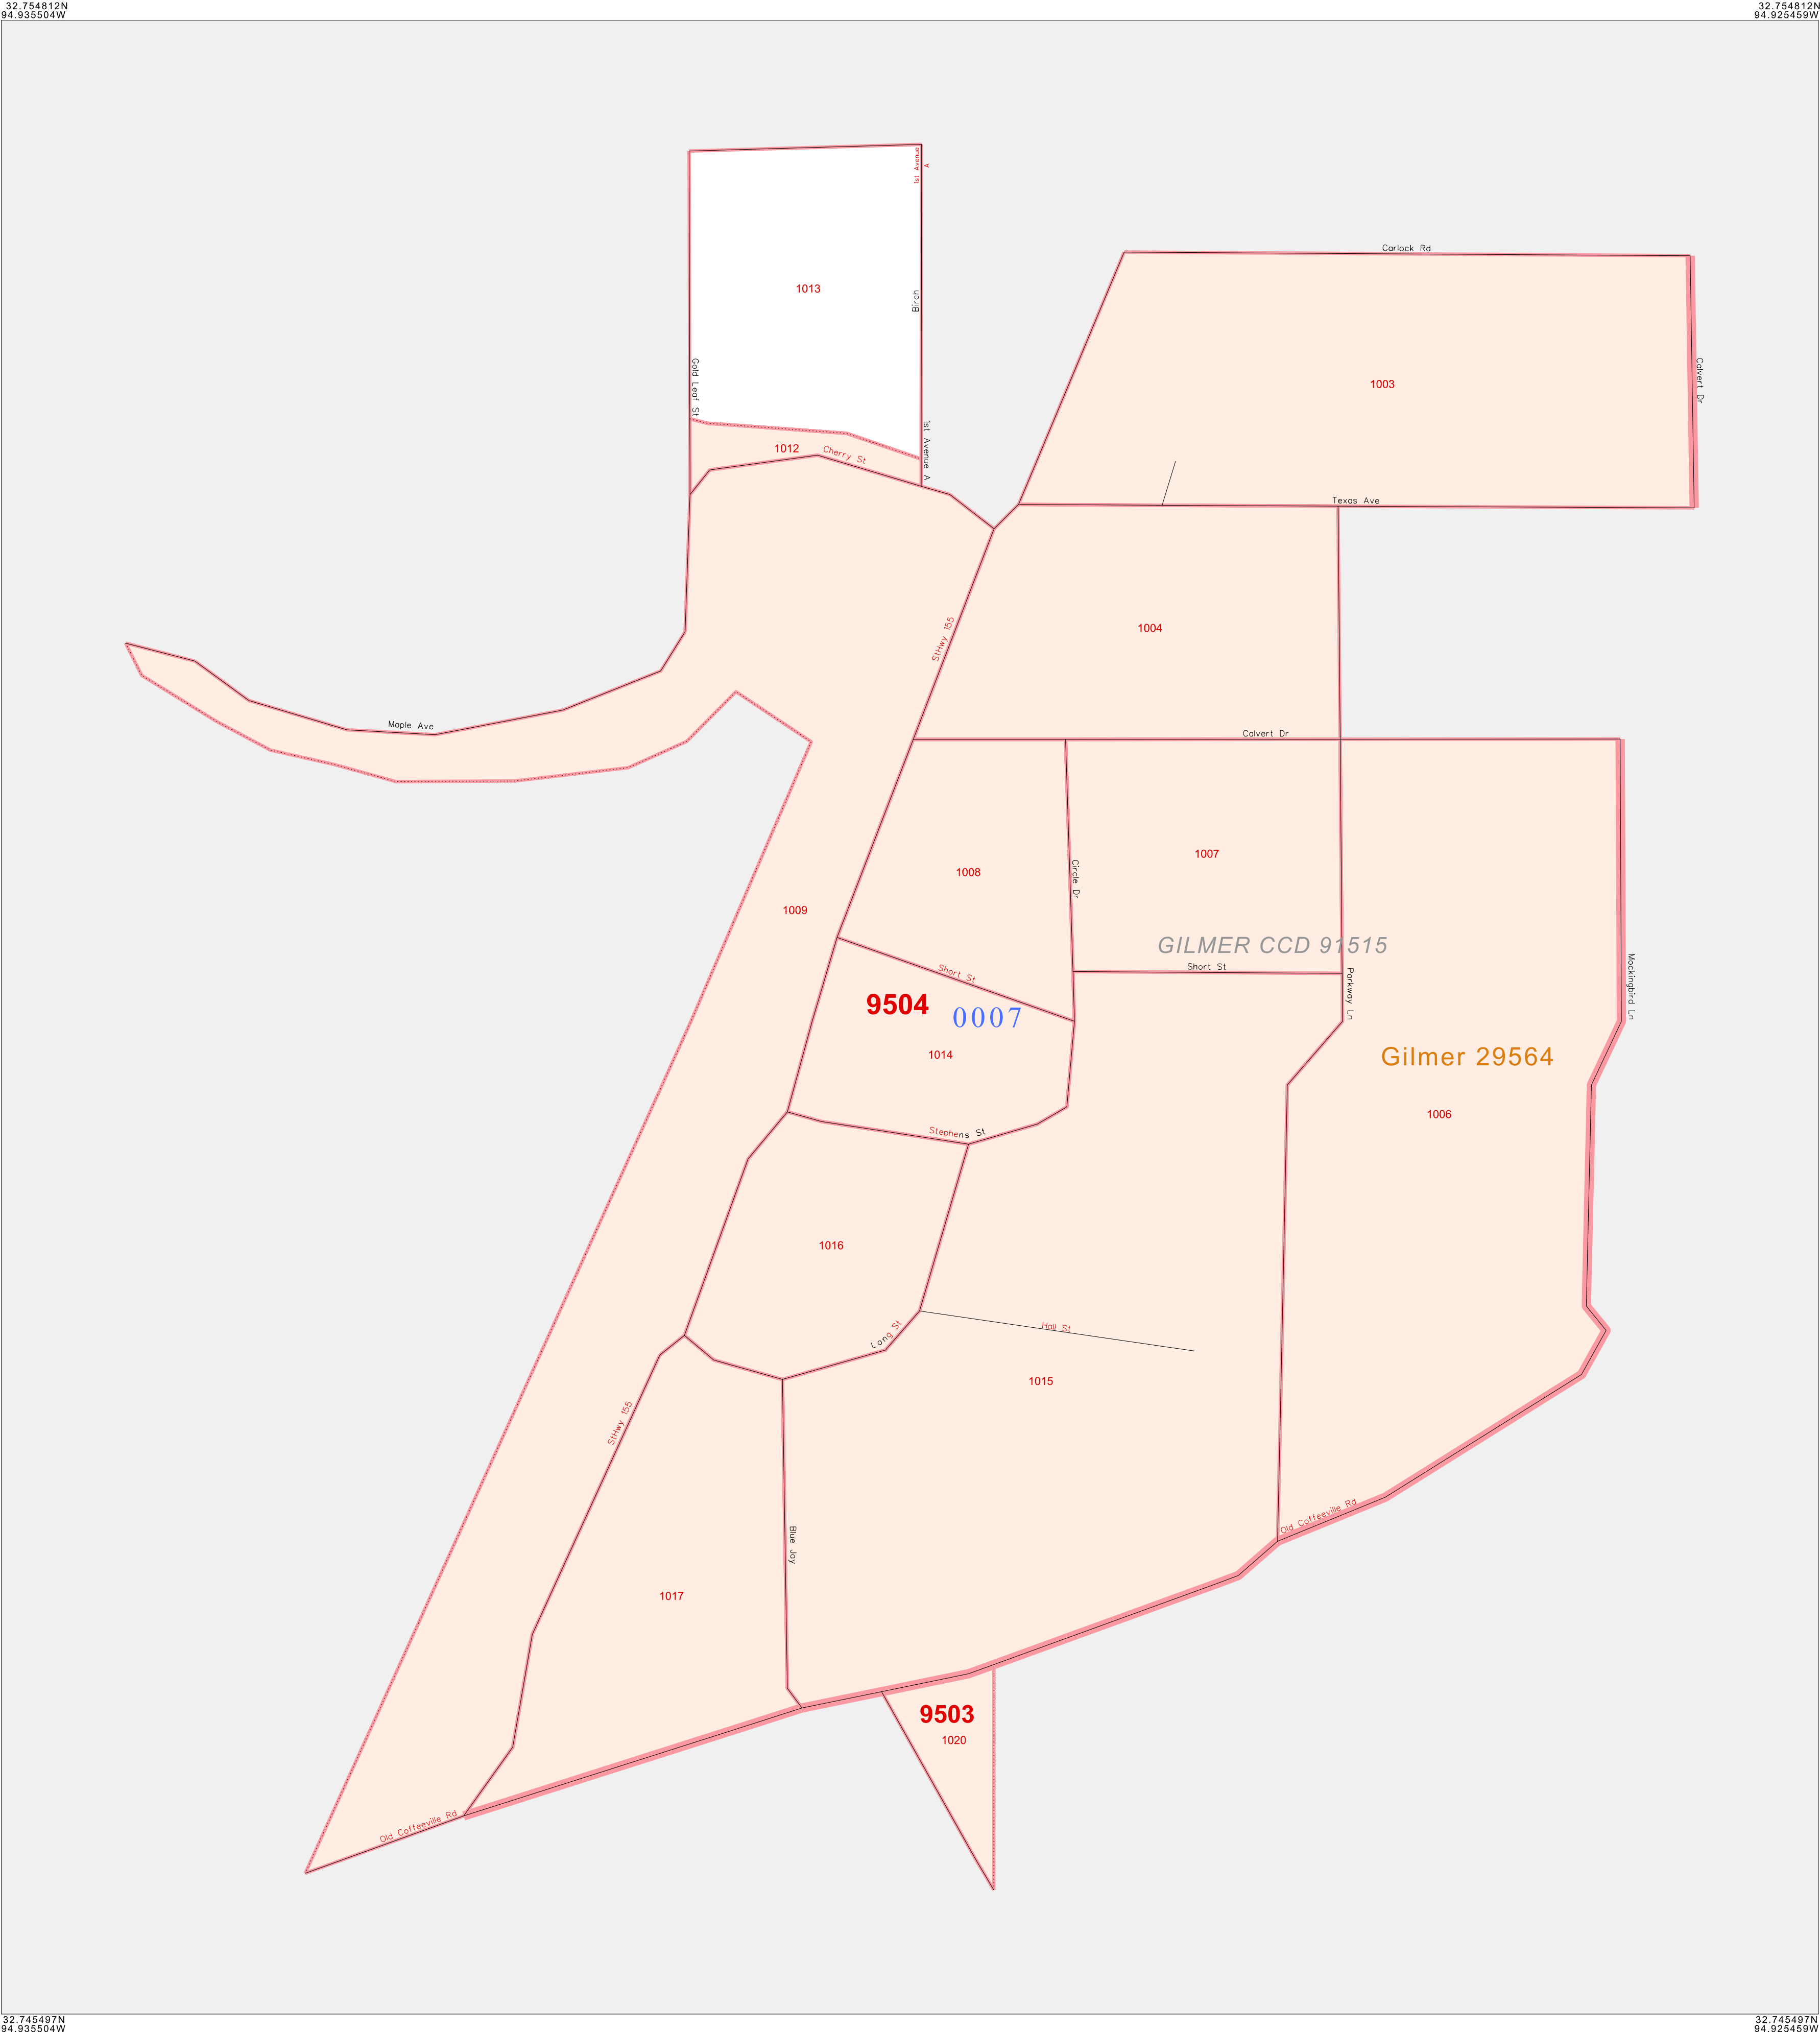 32.754812N
94.935504W
32.754812N
94.925459W
1st Avenue
A
Carlock Rd
1013
Birch
1003
Gold Leaf St
Calvert Dr
1012
Cherry St
1st Avenue A
Texas Ave
StHwy 155
1004
Maple Ave
Calvert Dr
1008
Circle Dr
1007
1009
GILMER CCD 91515
Short St
Short St
Parkway Ln
Mockingbird Ln
9504
0007
1014
Gilmer 29564
1006
Stephens St
1016
Hall St
Long St
1015
StHwy 155
Old Coffeeville Rd
Blue Jay
1017
9503
1020
Old Coffeeville Rd
32.745497N
94.935504W
32.745497N
94.925459W